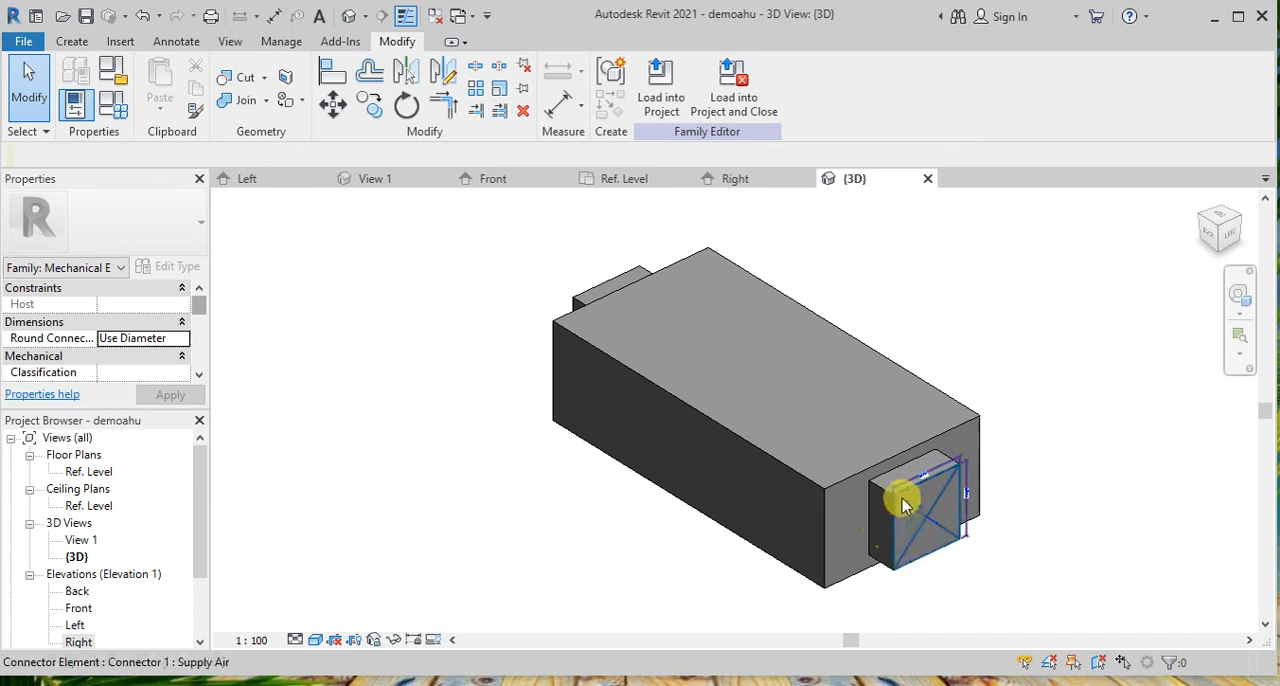 Autodesk Revit 2021 - demoahu - 3D View: {3D}
Sign In
File Create Insert Annotate View Manage Add-Ins Modify
Modify
Paste
Cut
Join
Load into
Project
Load into
Project and Close
Select Properties Clipboard Geometry Modify Measure Create Family Editor
Properties
Left View 1 Front Ref. Level Right {3D}
R
Family: Mechanical E
Edit Type
Constraints
Host
Dimensions
Round Connec... Use Diameter
Mechanical
Classification
Properties help
Apply
Project Browser - demoahu
Views (all)
Floor Plans
Ref. Level
Ceiling Plans
Ref. Level
3D Views
View 1
{3D}
Elevations (Elevation 1)
Back
Front
Left
Right
1 : 100
Connector Element : Connector 1 : Supply Air
:0